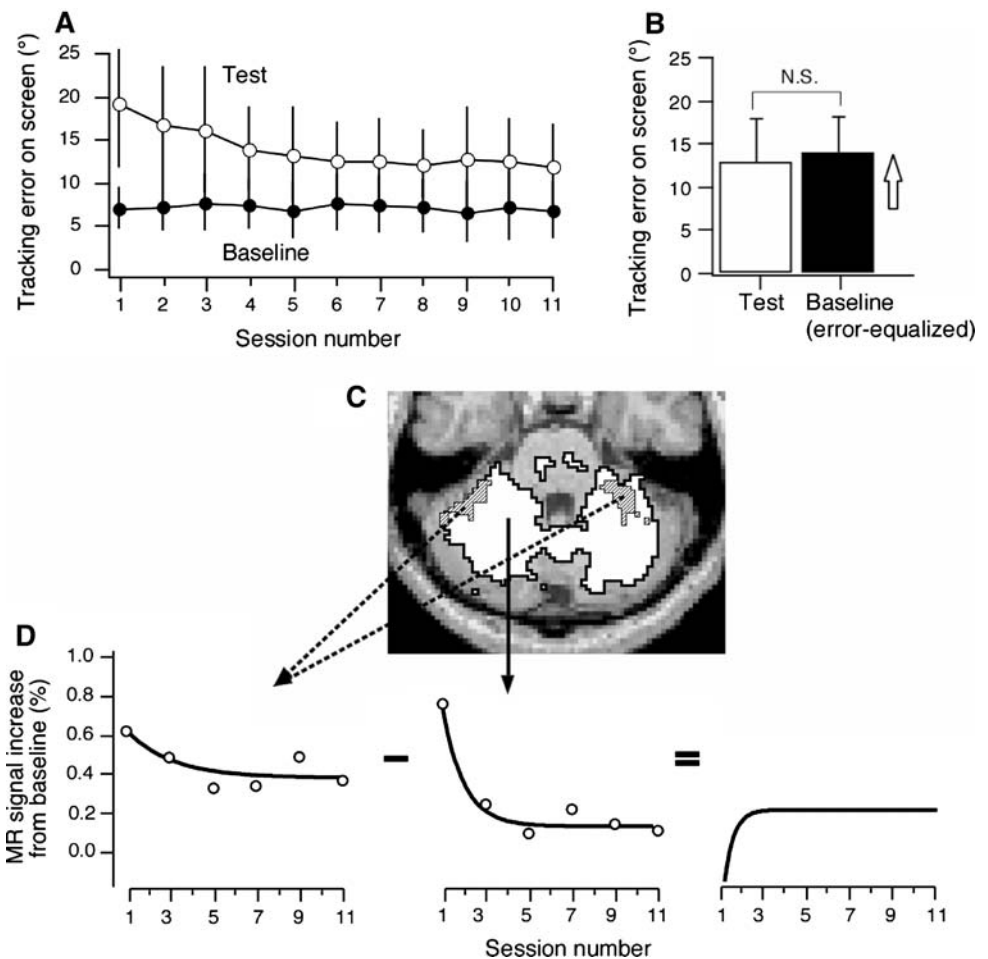 A
Tracking error on screen (°)
25
20
15
10
5
0
Test
Baseline
1 2 3 4 5 6 7 8 9 10 11
Session number
B
Tracking error on screen (°)
25
20
15
10
5
0
N.S.
Test Baseline
(error-equalized)
C
D
MR signal increase
from baseline (%)
1.0
0.8
0.6
0.4
0.2
0.0
1 3 5 7 9 11
1 3 5 7 9 11
1 3 5 7 9 11
Session number